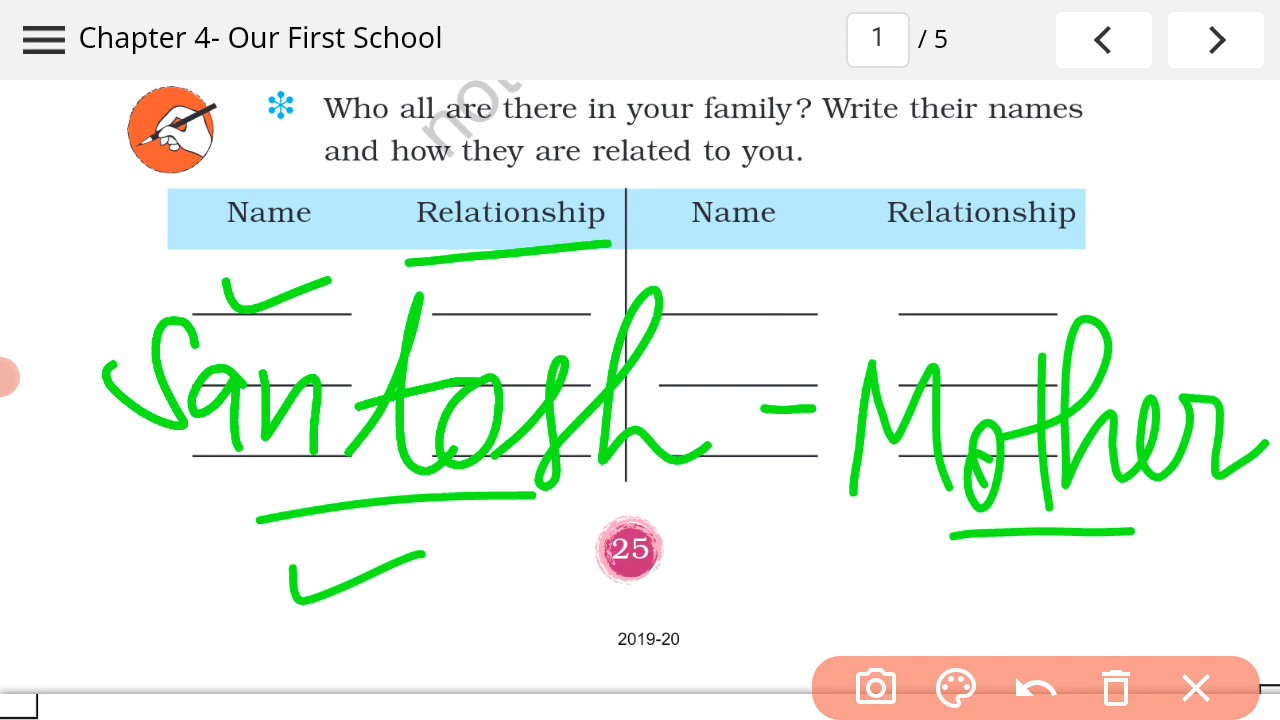 Chapter 4- Our First School 1 / 5
not
Who all are there in your family? Write their names
and how they are related to you.
Name Relationship Name Relationship
Santosh - Mother
25
2019-20